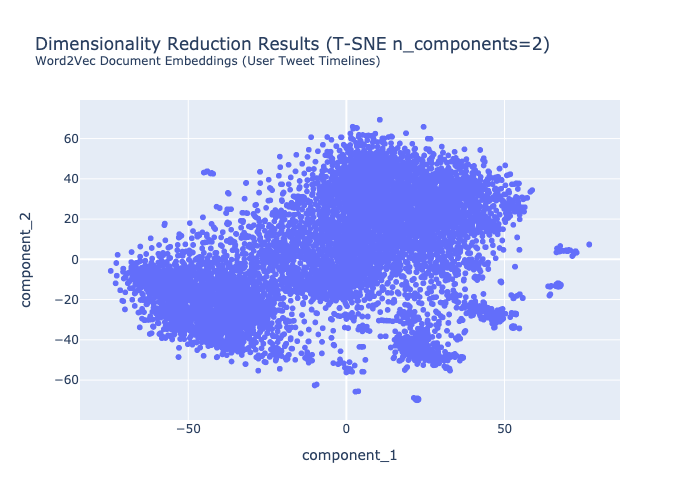 Dimensionality Reduction Results (T-SNE n_components=2)
Word2Vec Document Embeddings (User Tweet Timelines)
60
40
20
0
−20
−40
−60
component_2
−50
0
50
component_1